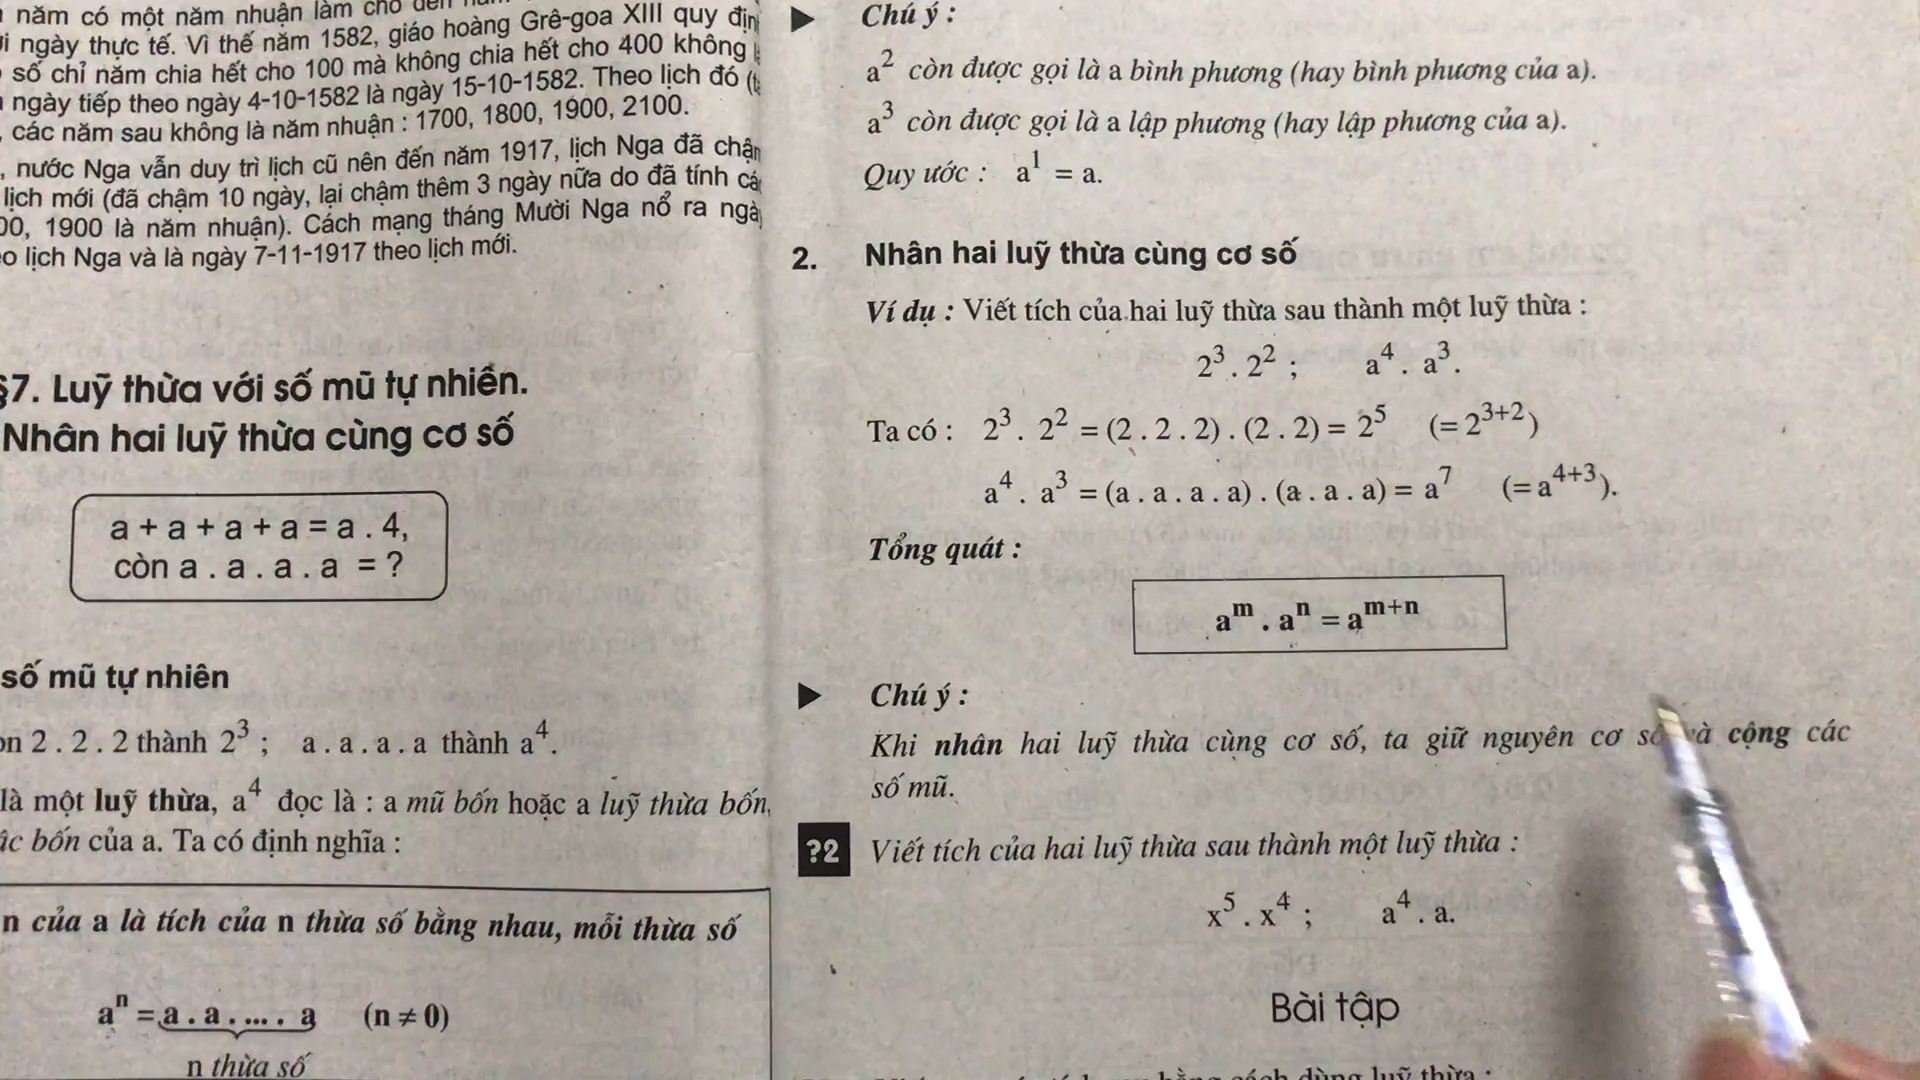 năm có một năm nhuận làm cho đến
ngày thực tế. Vì thế năm 1582, giáo hoàng Grê-goa XIII quy định
số chỉ năm chia hết cho 100 mà không chia hết cho 400 không
ngày tiếp theo ngày 4-10-1582 là ngày 15-10-1582. Theo lịch đó
, các năm sau không là năm nhuận : 1700, 1800, 1900, 2100.
, nước Nga vẫn duy trì lịch cũ nên đến năm 1917, lịch Nga đã chậm
lịch mới (đã chậm 10 ngày, lại chậm thêm 3 ngày nữa do đã tính
00, 1900 là năm nhuận). Cách mạng tháng Mười Nga nổ ra ngày
o lịch Nga và là ngày 7-11-1917 theo lịch mới.
§7. Luỹ thừa với số mũ tự nhiên.
Nhân hai luỹ thừa cùng cơ số
a + a + a + a = a . 4,
còn a . a . a . a = ?
số mũ tự nhiên
2 . 2 . 2 thành 2³ ; a . a . a . a thành a⁴.
là một luỹ thừa, a⁴ đọc là : a mũ bốn hoặc a luỹ thừa bốn,
bốn của a. Ta có định nghĩa :
n của a là tích của n thừa số bằng nhau, mỗi thừa số
aⁿ = a . a . ... . a (n ≠ 0)
n thừa số
▶ Chú ý :
a² còn được gọi là a bình phương (hay bình phương của a).
a³ còn được gọi là a lập phương (hay lập phương của a).
Quy ước : a¹ = a.
2. Nhân hai luỹ thừa cùng cơ số
Ví dụ : Viết tích của hai luỹ thừa sau thành một luỹ thừa :
2³ . 2² ; a⁴ . a³.
Ta có : 2³ . 2² = (2 . 2 . 2) . (2 . 2) = 2⁵ (= 2³⁺²)
a⁴ . a³ = (a . a . a . a) . (a . a . a) = a⁷ (= a⁴⁺³).
Tổng quát :
aᵐ . aⁿ = aᵐ⁺ⁿ
▶ Chú ý :
Khi nhân hai luỹ thừa cùng cơ số, ta giữ nguyên cơ số và cộng các
số mũ.
?2 Viết tích của hai luỹ thừa sau thành một luỹ thừa :
x⁵ . x⁴ ; a⁴ . a.
Bài tập
bằng cách dùng luỹ thừa :